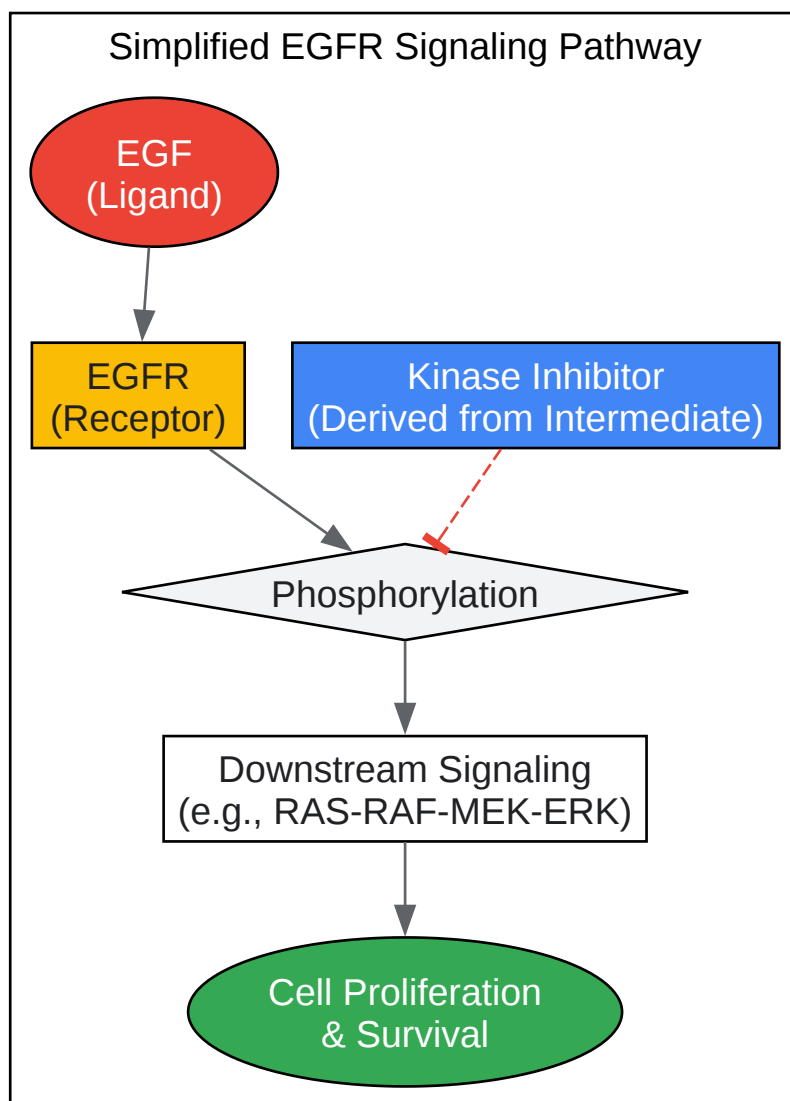 Simplified EGFR Signaling Pathway
EGF
(Ligand)
EGFR
(Receptor)
Kinase Inhibitor
(Derived from Intermediate)
Phosphorylation
Downstream Signaling
(e.g., RAS-RAF-MEK-ERK)
Cell Proliferation
& Survival